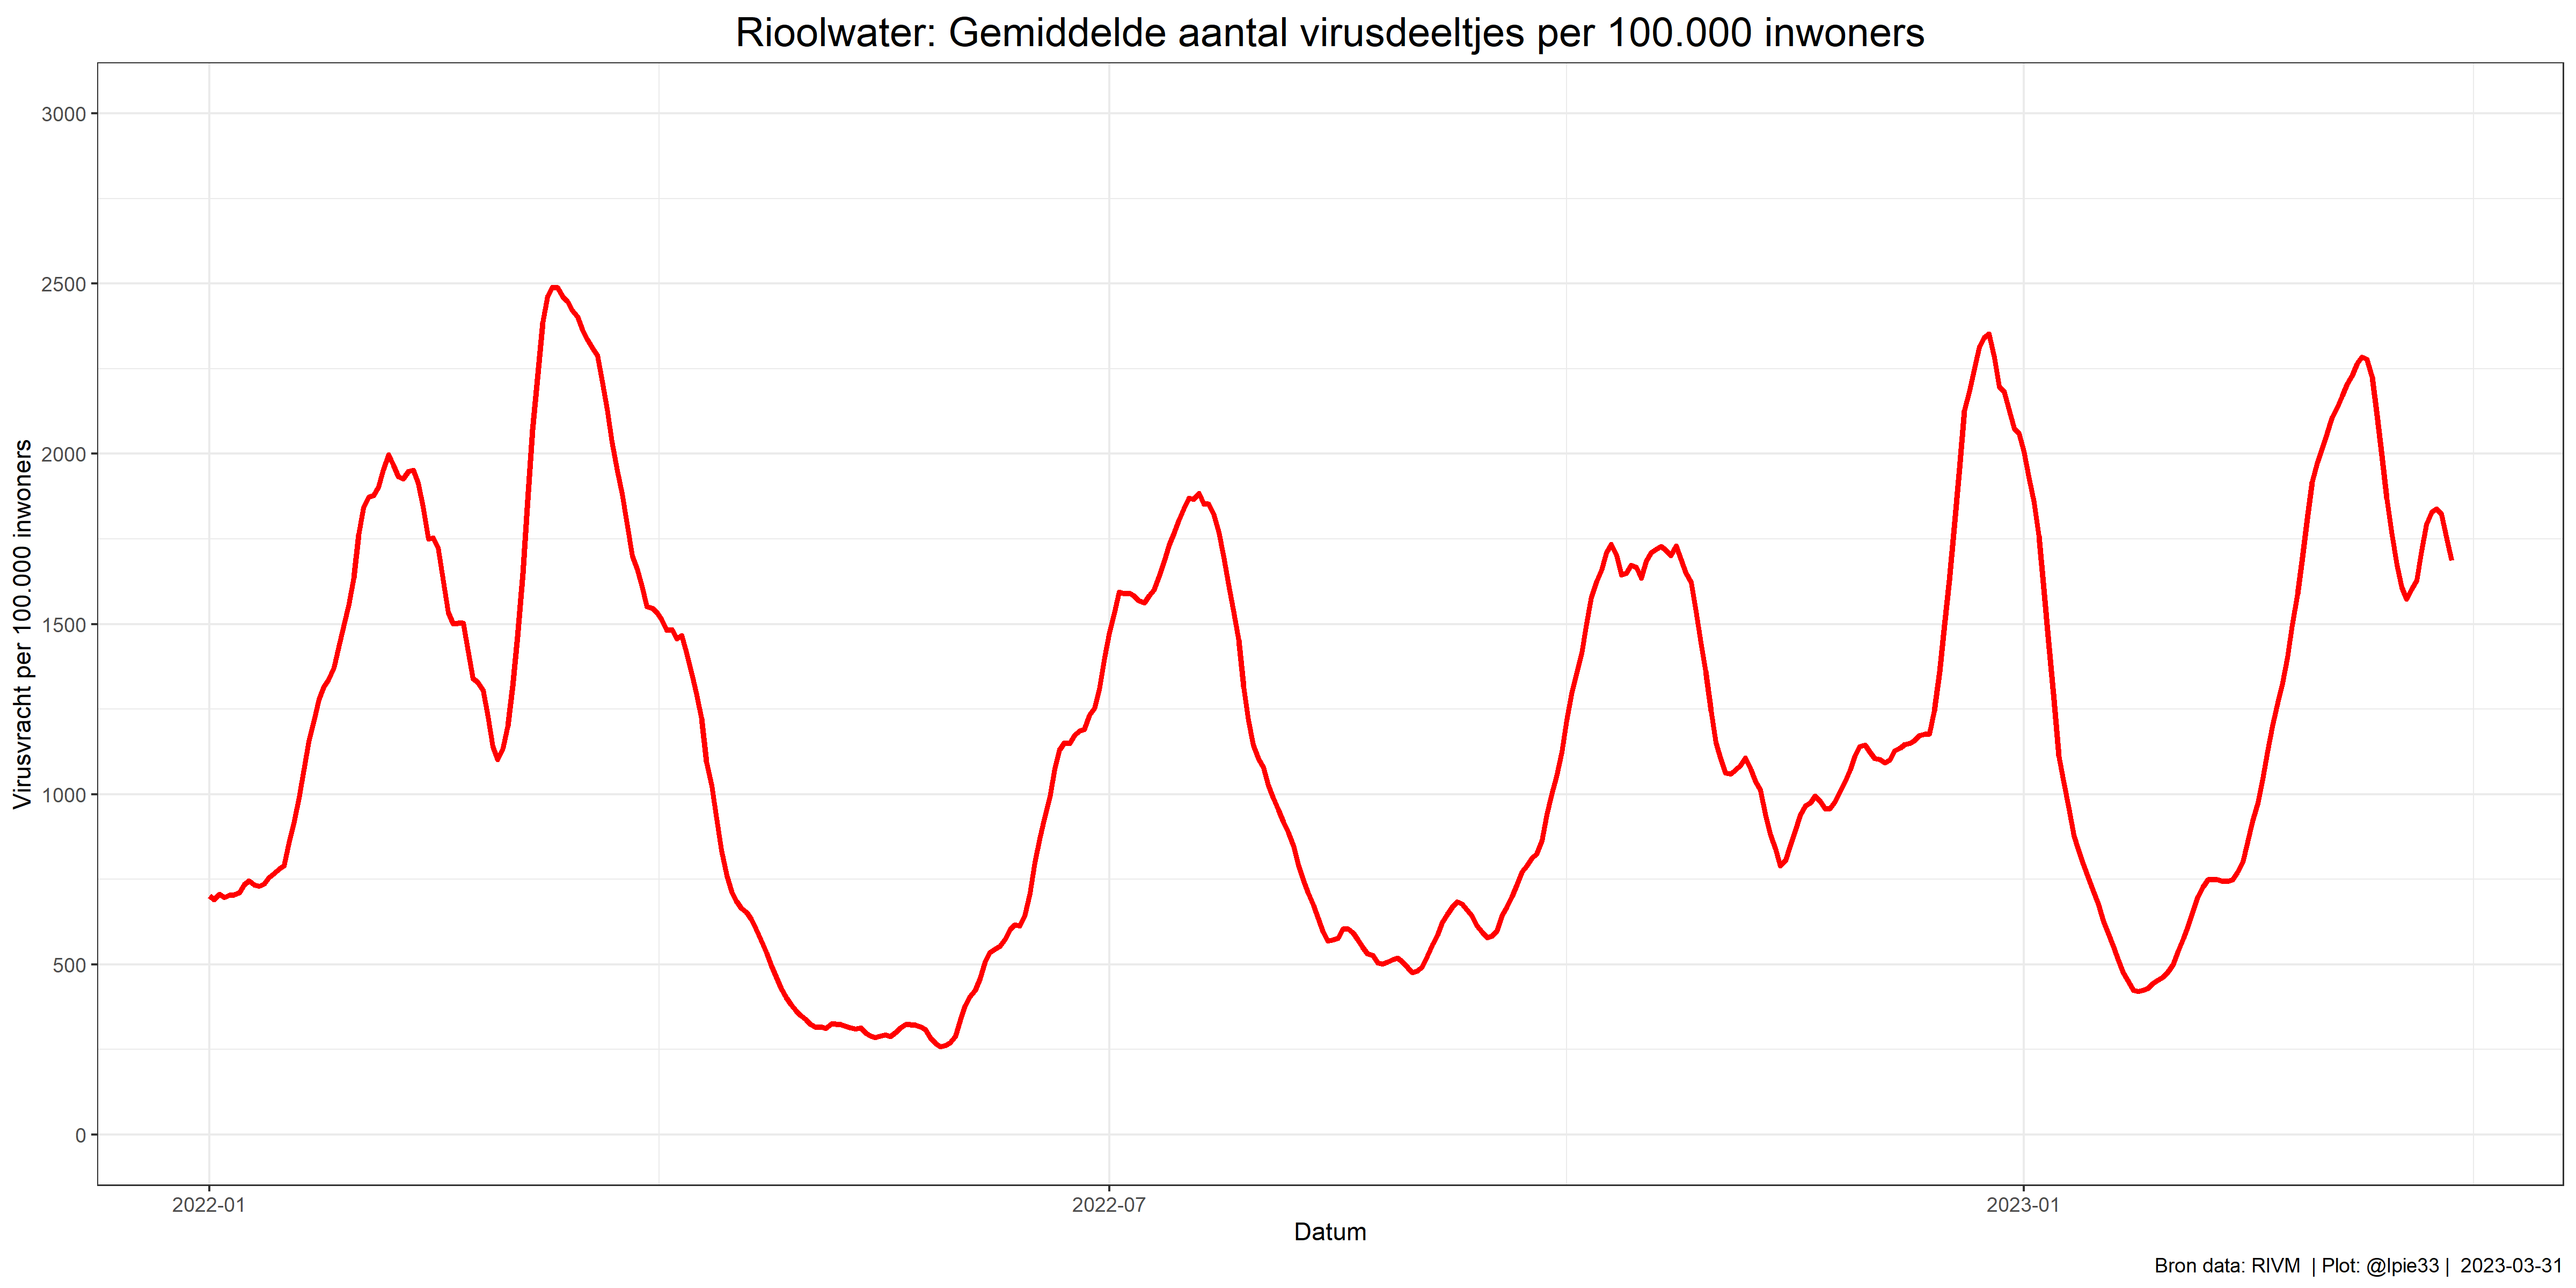 Rioolwater: Gemiddelde aantal virusdeeltjes per 100.000 inwoners
Virusvracht per 100.000 inwoners
3000
2500
2000
1500
1000
500
0
2022-01 2022-07 2023-01
Datum
Bron data: RIVM | Plot: @lpie33 | 2023-03-31